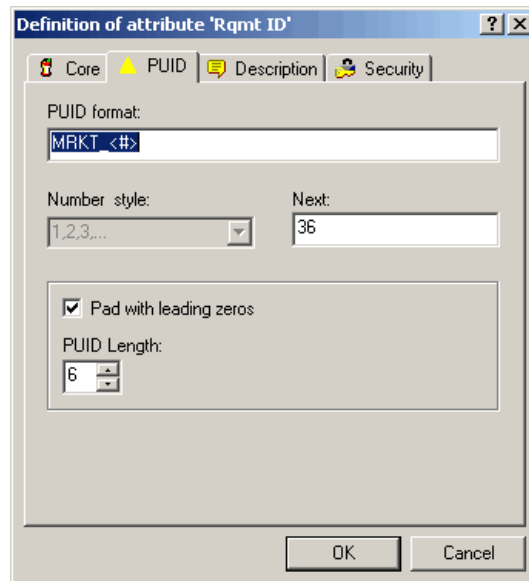 Definition of attribute 'Rqmt ID'
Core PUID Description Security
PUID format:
MRKT_<#>
Number style: Next:
1,2,3,... 36
Pad with leading zeros
PUID Length:
6
OK Cancel